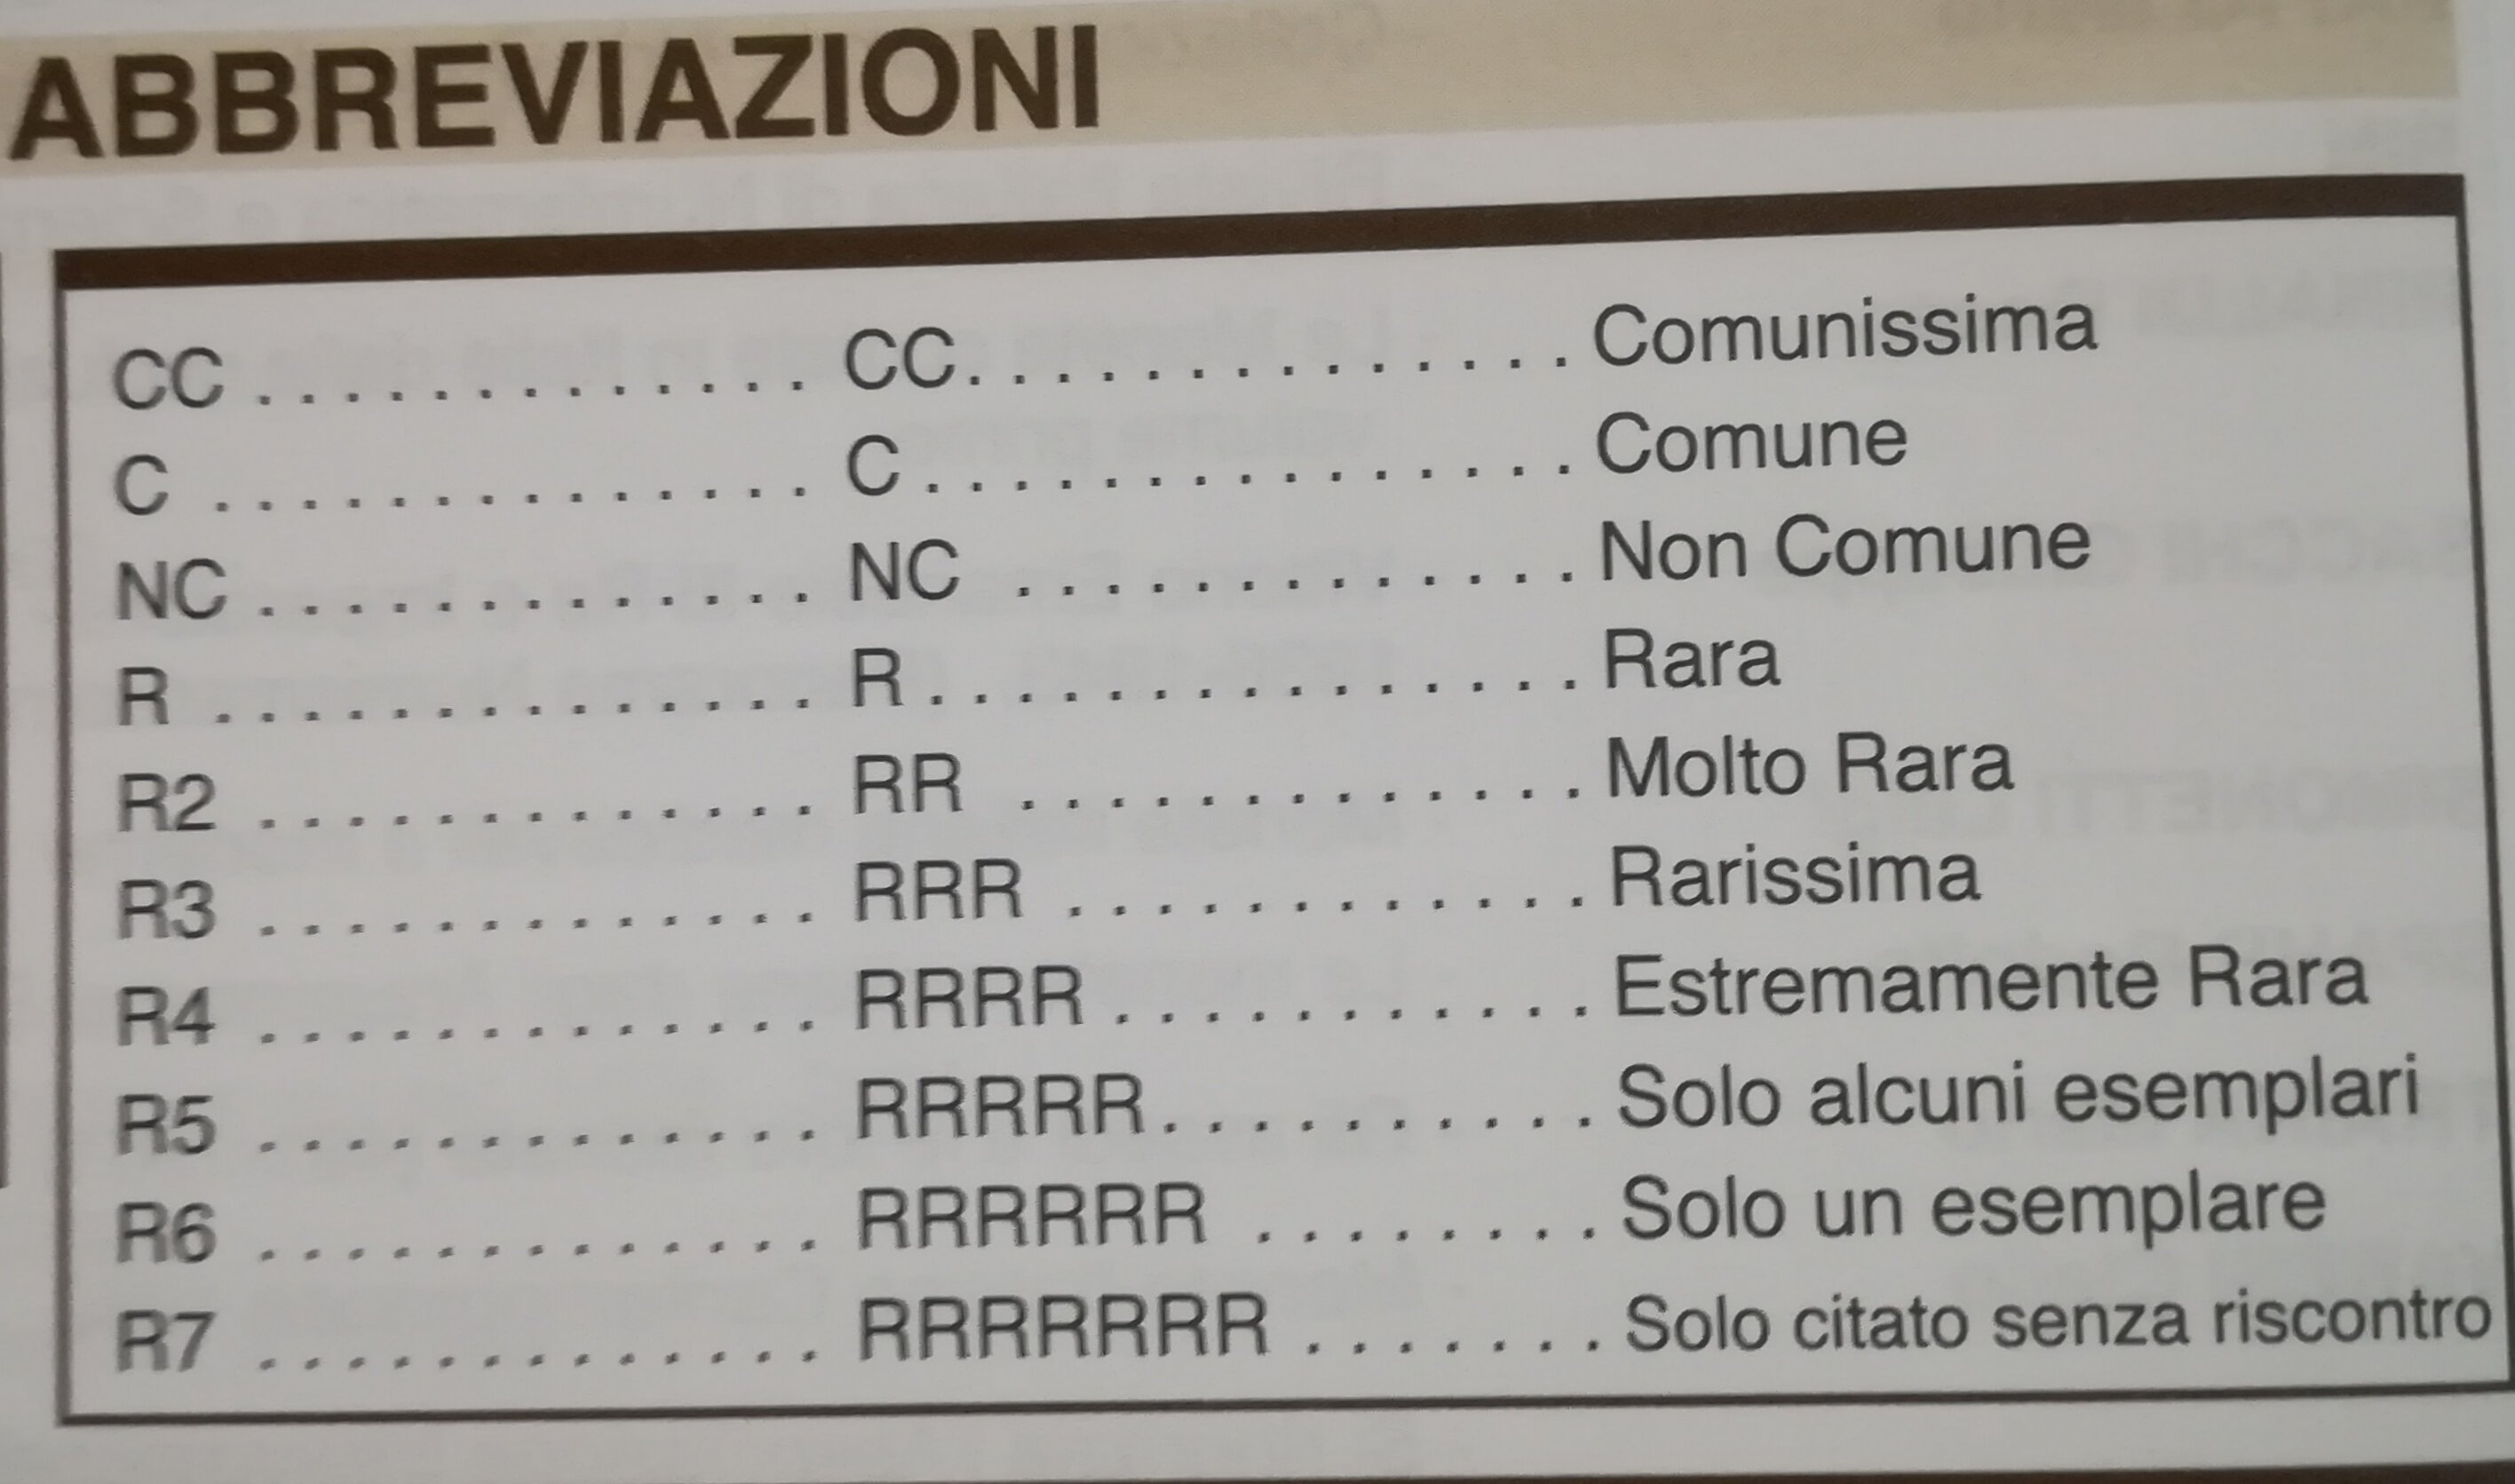 ABBREVIAZIONI
CC ............. CC.............. Comunissima
C .............. C............... Comune
NC ............. NC ............. Non Comune
R .............. R............... Rara
R2 ............. RR ............. Molto Rara
R3 ............. RRR ............ Rarissima
R4 ............. RRRR ........... Estremamente Rara
R5 ............. RRRRR.......... Solo alcuni esemplari
R6 ............. RRRRRR ........ Solo un esemplare
R7 ............. RRRRRRR ....... Solo citato senza riscontro